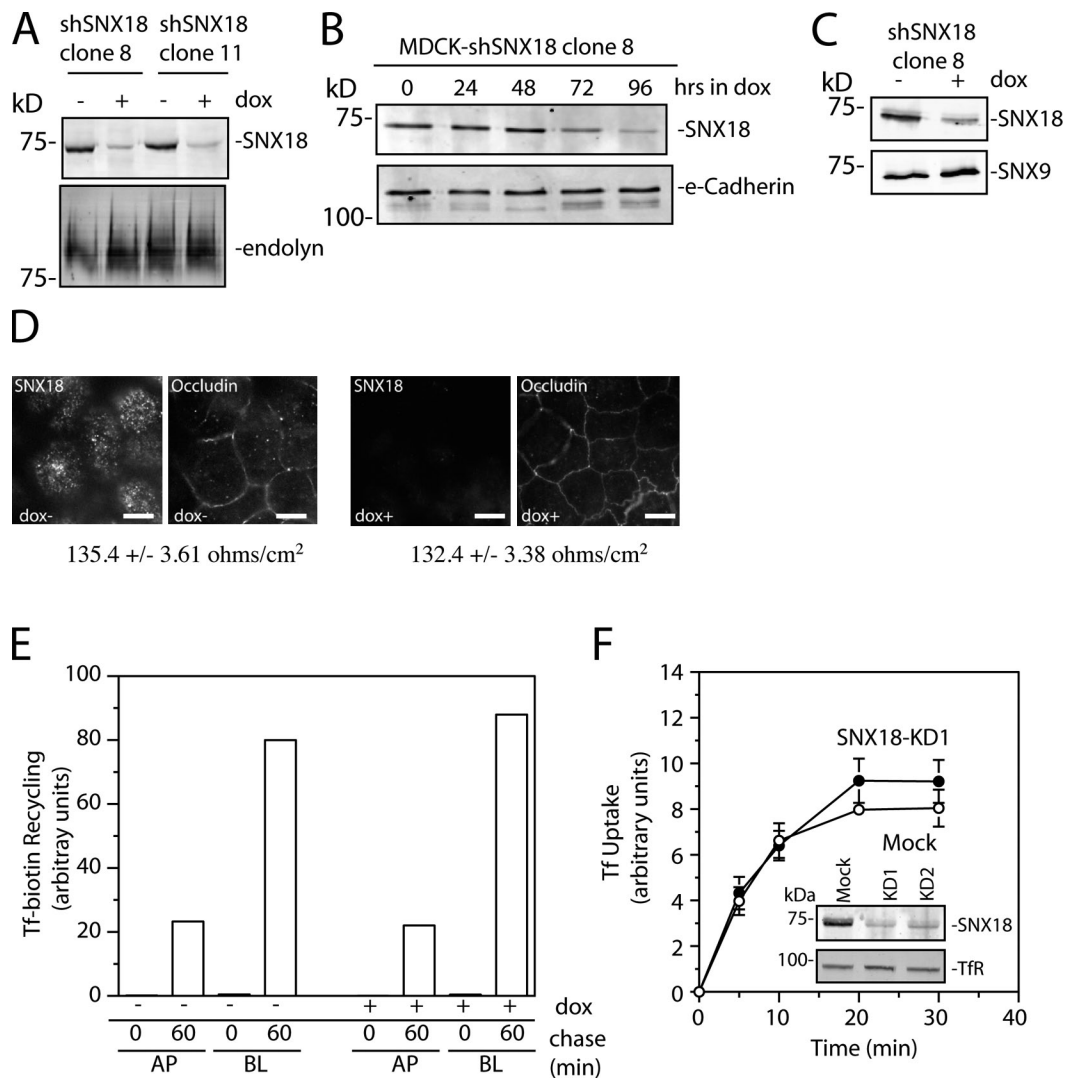 A
shSNX18 shSNX18
clone 8 clone 11
kD - + - + dox
75- -SNX18
-endolyn
75-
B
MDCK-shSNX18 clone 8
kD 0 24 48 72 96 hrs in dox
75- -SNX18
-e-Cadherin
100-
C
shSNX18
clone 8
kD - + dox
75- -SNX18
75- -SNX9
D
SNX18 Occludin SNX18 Occludin
dox- dox- dox+ dox+
135.4 +/- 3.61 ohms/cm² 132.4 +/- 3.38 ohms/cm²
E
Tf-biotin Recycling
(arbitray units)
100
80
60
40
20
0
- - - - + + + + dox
0 60 0 60 0 60 0 60 chase
AP BL AP BL (min)
F
Tf Uptake
(arbitrary units)
14
12
10
8
6
4
2
0
SNX18-KD1
Mock
kDa Mock KD1 KD2
75- -SNX18
100- -TfR
0 10 20 30 40
Time (min)